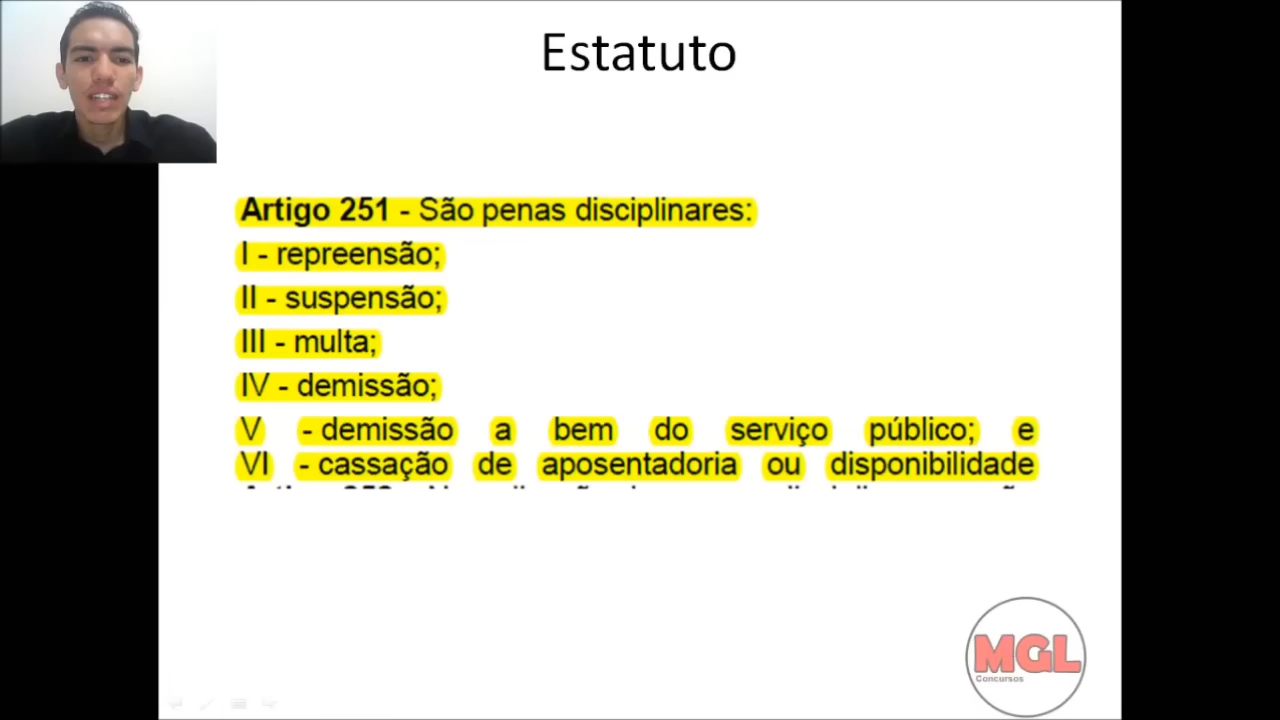 Estatuto
Artigo 251 - São penas disciplinares:
I - repreensão;
II - suspensão;
III - multa;
IV - demissão;
V - demissão a bem do serviço público; e
VI - cassação de aposentadoria ou disponibilidade
MGL
Concursos